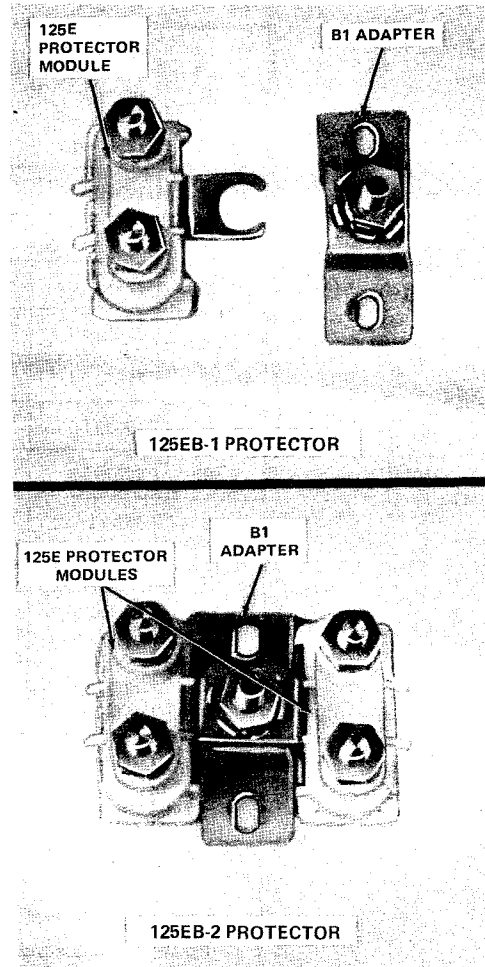 125E
PROTECTOR
MODULE
B1 ADAPTER
125EB-1 PROTECTOR
B1
ADAPTER
125E PROTECTOR
MODULES
125EB-2 PROTECTOR